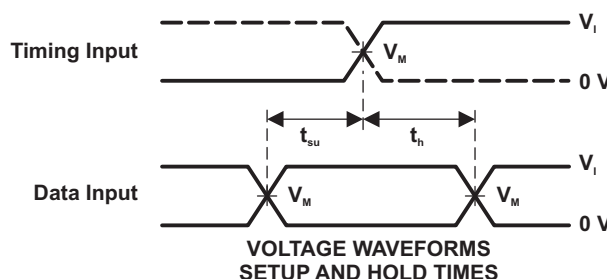 V_I
Timing Input
V_M
0 V
t_su
t_h
V_I
Data Input
V_M
V_M
0 V
VOLTAGE WAVEFORMS
SETUP AND HOLD TIMES